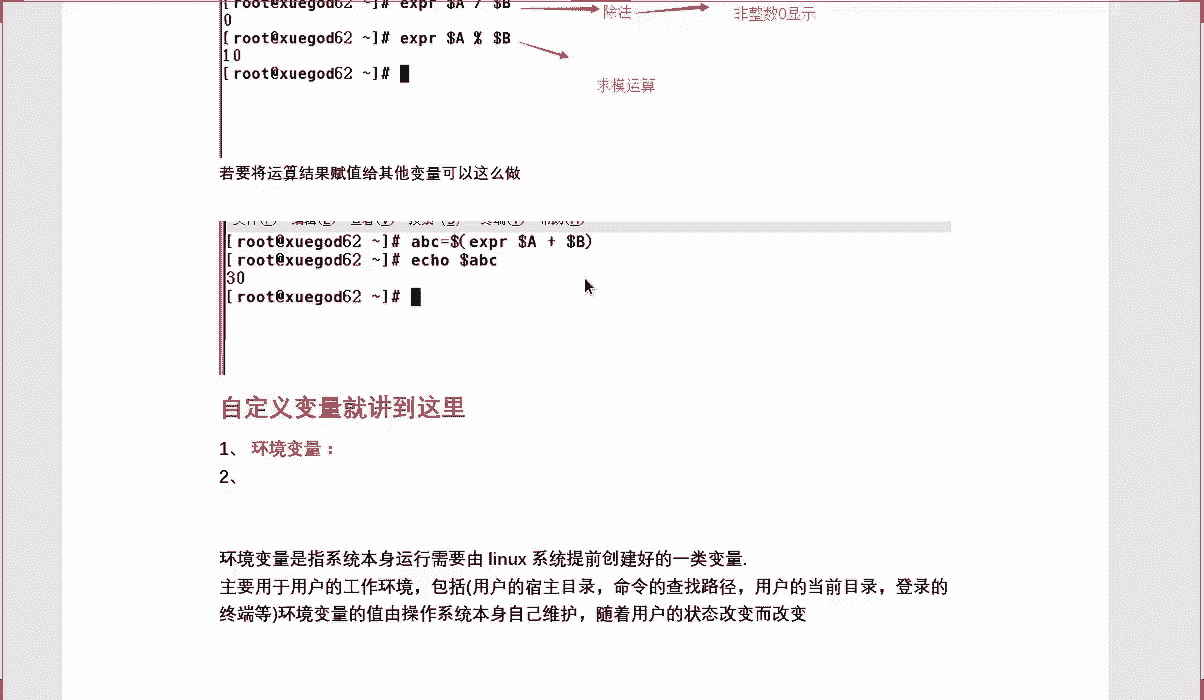 [root@xuegod62 ~]# expr $A / $B
除法
非整数0显示
0
[root@xuegod62 ~]# expr $A % $B
10
[root@xuegod62 ~]#
求模运算
若要将运算结果赋值给其他变量可以这么做
[root@xuegod62 ~]# abc=$(expr $A + $B)
[root@xuegod62 ~]# echo $abc
30
[root@xuegod62 ~]#
自定义变量就讲到这里
1、 环境变量：
2、
环境变量是指系统本身运行需要由 linux 系统提前创建好的一类变量.
主要用于用户的工作环境，包括(用户的宿主目录，命令的查找路径，用户的当前目录，登录的
终端等)环境变量的值由操作系统本身自己维护，随着用户的状态改变而改变